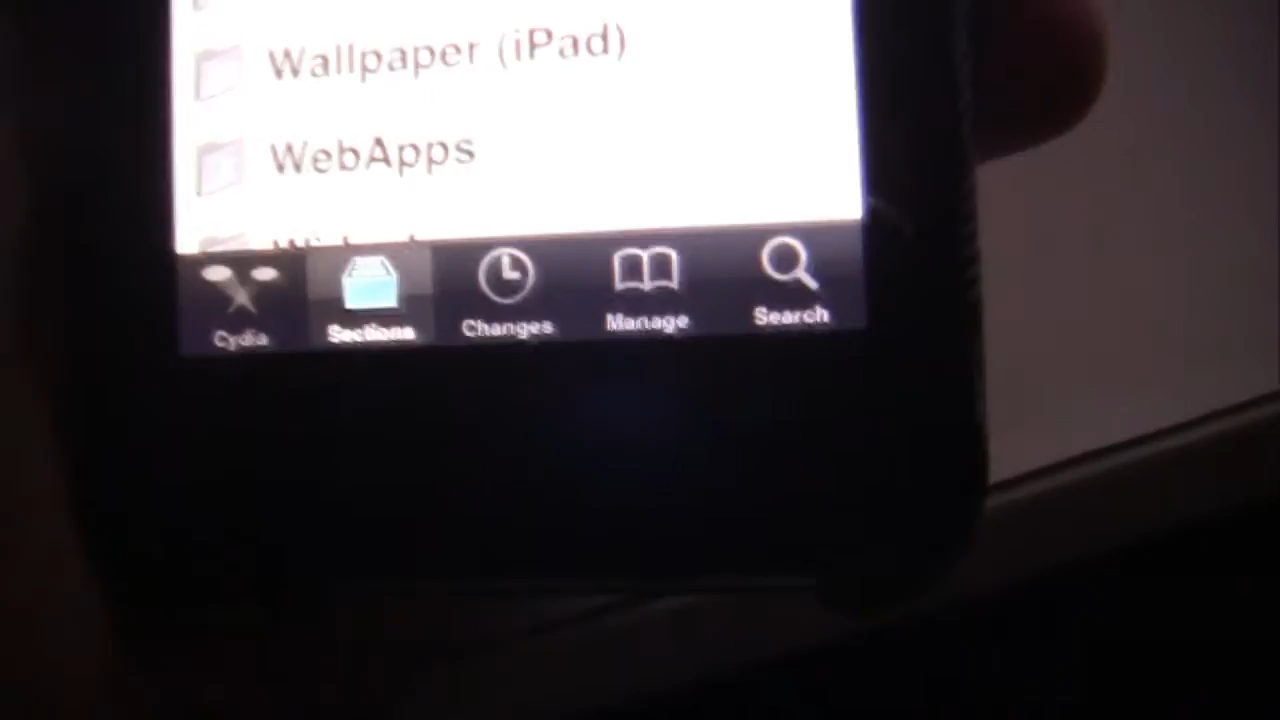 Wallpaper (iPad)
WebApps
Cydia
Sections
Changes
Manage
Search